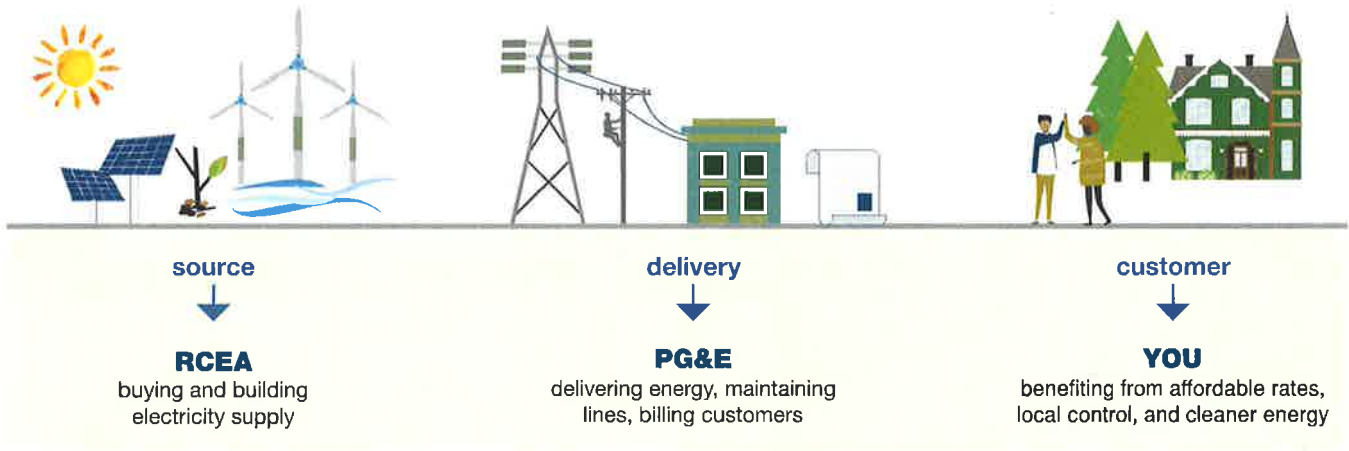 source
delivery
customer
RCEA
buying and building
electricity supply
PG&E
delivering energy, maintaining
lines, billing customers
YOU
benefiting from affordable rates,
local control, and cleaner energy